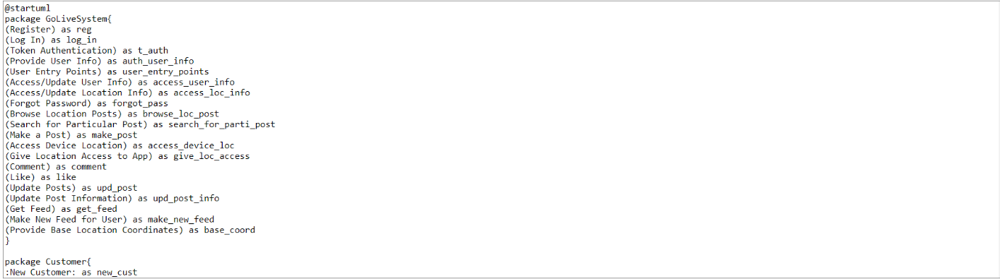 @startuml
package GoLiveSystem{
(Register) as reg
(Log In) as log_in
(Token Authentication) as t_auth
(Provide User Info) as auth_user_info
(User Entry Points) as user_entry_points
(Access/Update User Info) as access_user_info
(Access/Update Location Info) as access_loc_info
(Forgot Password) as forgot_pass
(Browse Location Posts) as browse_loc_post
(Search for Particular Post) as search_for_parti_post
(Make a Post) as make_post
(Access Device Location) as access_device_loc
(Give Location Access to App) as give_loc_access
(Comment) as comment
(Like) as like
(Update Posts) as upd_post
(Update Post Information) as upd_post_info
(Get Feed) as get_feed
(Make New Feed for User) as make_new_feed
(Provide Base Location Coordinates) as base_coord
}

package Customer{
:New Customer: as new_cust